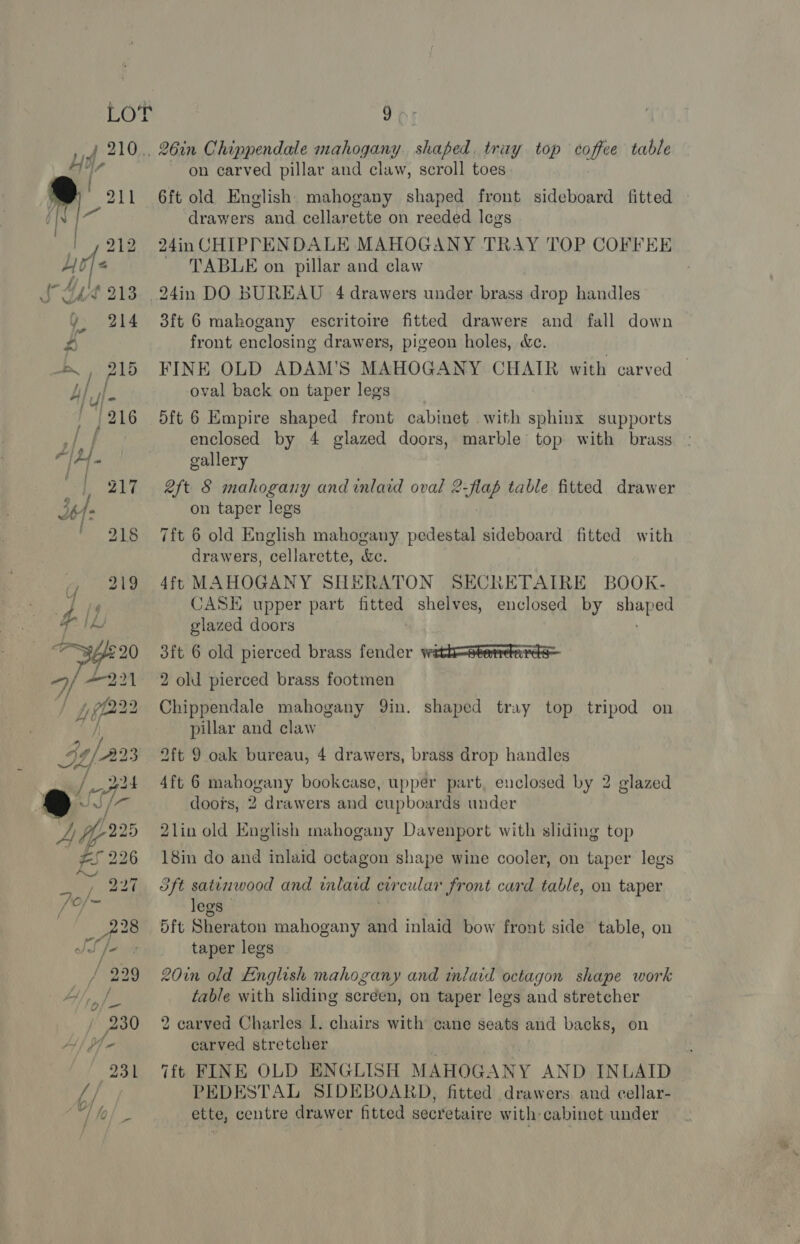 LOT 9
210 26in Chippendale mahogany shaped tray top coffee table
on carved pillar and claw, scroll toes
211 6ft old English mahogany shaped front sideboard fitted
drawers and cellarette on reeded legs
212 24in CHIPPENDALE MAHOGANY TRAY TOP COFFEE
TABLE on pillar and claw
213 24in DO BUREAU 4 drawers under brass drop handles
214 3ft 6 mahogany escritoire fitted drawers and fall down
front enclosing drawers, pigeon holes, &c.
215 FINE OLD ADAM'S MAHOGANY CHAIR with carved
oval back on taper legs
216 5ft 6 Empire shaped front cabinet with sphinx supports
enclosed by 4 glazed doors, marble top with brass
gallery
217 2ft 8 mahogany and inlaid oval 2-flap table fitted drawer
on taper legs
218 7ft 6 old English mahogany pedestal sideboard fitted with
drawers, cellarette, &c.
219 4ft MAHOGANY SHERATON SECRETAIRE BOOK-
CASE upper part fitted shelves, enclosed by shaped
glazed doors
220 3ft 6 old pierced brass fender with standards
221 2 old pierced brass footmen
222 Chippendale mahogany 9in. shaped tray top tripod on
pillar and claw
223 2ft 9 oak bureau, 4 drawers, brass drop handles
224 4ft 6 mahogany bookcase, upper part, enclosed by 2 glazed
doors, 2 drawers and cupboards under
225 21in old English mahogany Davenport with sliding top
226 18in do and inlaid octagon shape wine cooler, on taper legs
227 3ft satinwood and inlaid circular front card table, on taper
legs
228 5ft Sheraton mahogany and inlaid bow front side table, on
taper legs
229 20in old English mahogany and inlaid octagon shape work
table with sliding screen, on taper legs and stretcher
230 2 carved Charles I. chairs with cane seats and backs, on
carved stretcher
231 7ft FINE OLD ENGLISH MAHOGANY AND INLAID
PEDESTAL SIDEBOARD, fitted drawers and cellar-
ette, centre drawer fitted secretaire with cabinet under